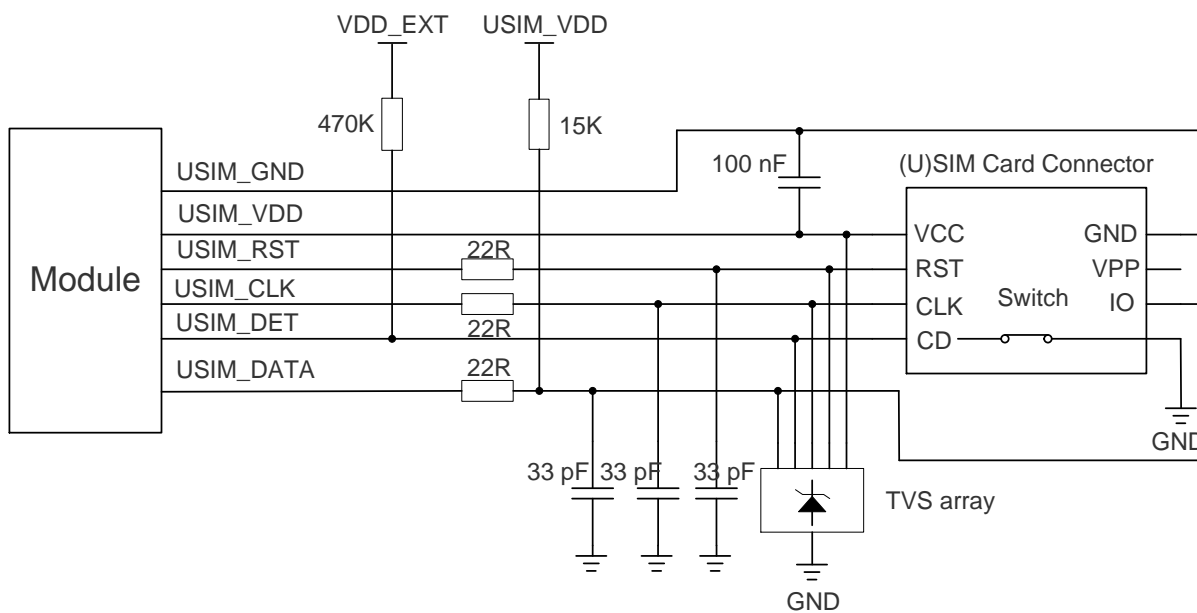 VDD_EXT USIM_VDD
470K 15K
USIM_GND
100 nF (U)SIM Card Connector
USIM_VDD
VCC GND
USIM_RST 22R
RST VPP
Module
USIM_CLK
CLK Switch IO
USIM_DET 22R
CD
USIM_DATA 22R
GND
33 pF 33 pF 33 pF
TVS array
GND